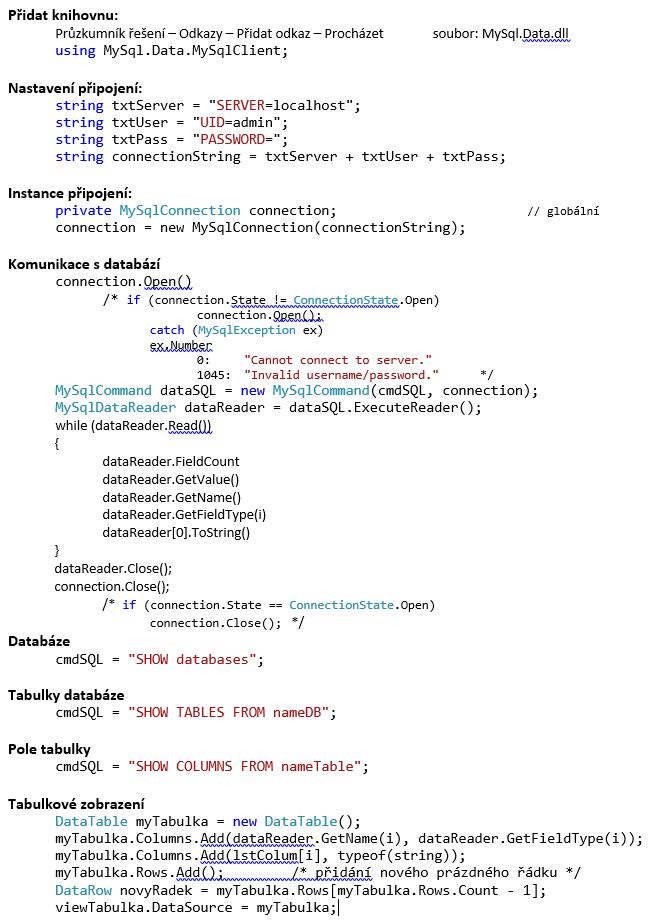 Přidat knihovnu:
Průzkumník řešení – Odkazy – Přidat odkaz – Procházet soubor: MySql.Data.dll
using MySql.Data.MySqlClient;
Nastavení připojení:
string txtServer = "SERVER=localhost";
string txtUser = "UID=admin";
string txtPass = "PASSWORD=";
string connectionString = txtServer + txtUser + txtPass;
Instance připojení:
private MySqlConnection connection; // globální
connection = new MySqlConnection(connectionString);
Komunikace s databází
connection.Open()
/* if (connection.State != ConnectionState.Open)
connection.Open();
catch (MySqlException ex)
ex.Number
0: "Cannot connect to server."
1045: "Invalid username/password." */
MySqlCommand dataSQL = new MySqlCommand(cmdSQL, connection);
MySqlDataReader dataReader = dataSQL.ExecuteReader();
while (dataReader.Read())
{
dataReader.FieldCount
dataReader.GetValue()
dataReader.GetName()
dataReader.GetFieldType(i)
dataReader[0].ToString()
}
dataReader.Close();
connection.Close();
/* if (connection.State == ConnectionState.Open)
connection.Close(); */
Databáze
cmdSQL = "SHOW databases";
Tabulky databáze
cmdSQL = "SHOW TABLES FROM nameDB";
Pole tabulky
cmdSQL = "SHOW COLUMNS FROM nameTable";
Tabulkové zobrazení
DataTable myTabulka = new DataTable();
myTabulka.Columns.Add(dataReader.GetName(i), dataReader.GetFieldType(i));
myTabulka.Columns.Add(lstColum[i], typeof(string));
myTabulka.Rows.Add(); /* přidání nového prázdného řádku */
DataRow novyRadek = myTabulka.Rows[myTabulka.Rows.Count - 1];
viewTabulka.DataSource = myTabulka;